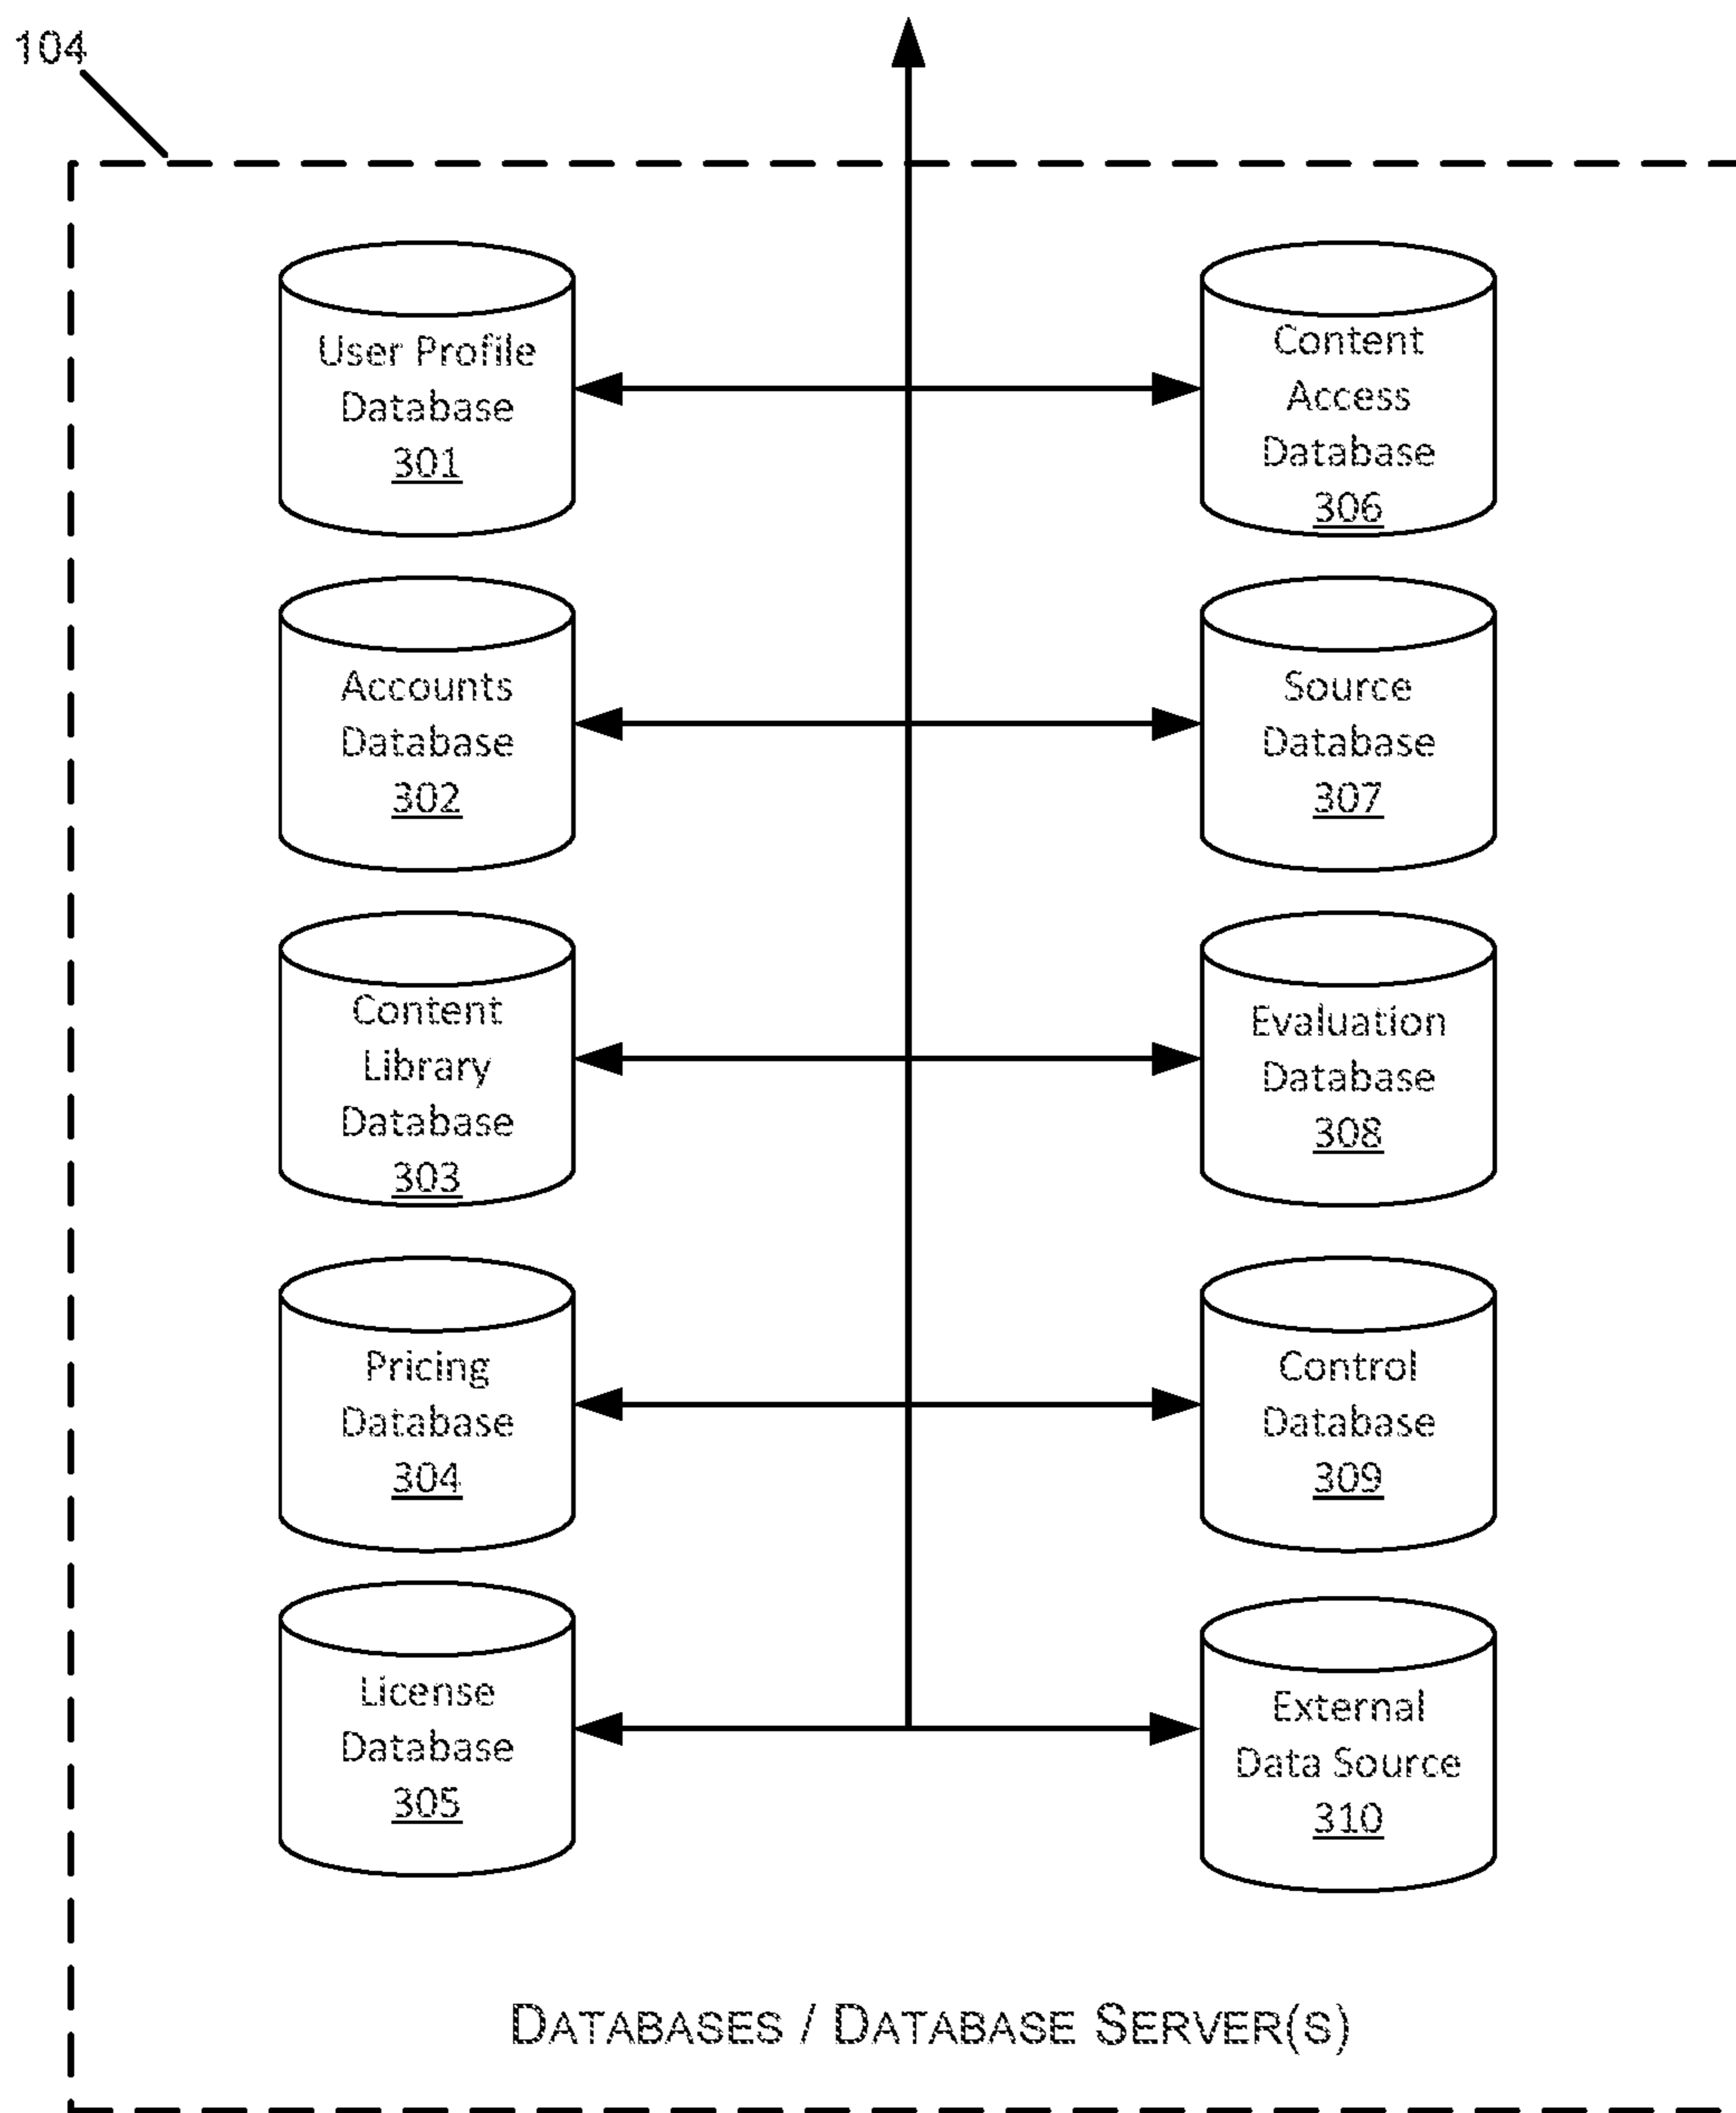 104
User Profile
Database
301
Content
Access
Database
306
Accounts
Database
302
Source
Database
307
Content
Library
Database
303
Evaluation
Database
308
Pricing
Database
304
Control
Database
309
License
Database
305
External
Data Source
310
DATABASES / DATABASE SERVER(S)